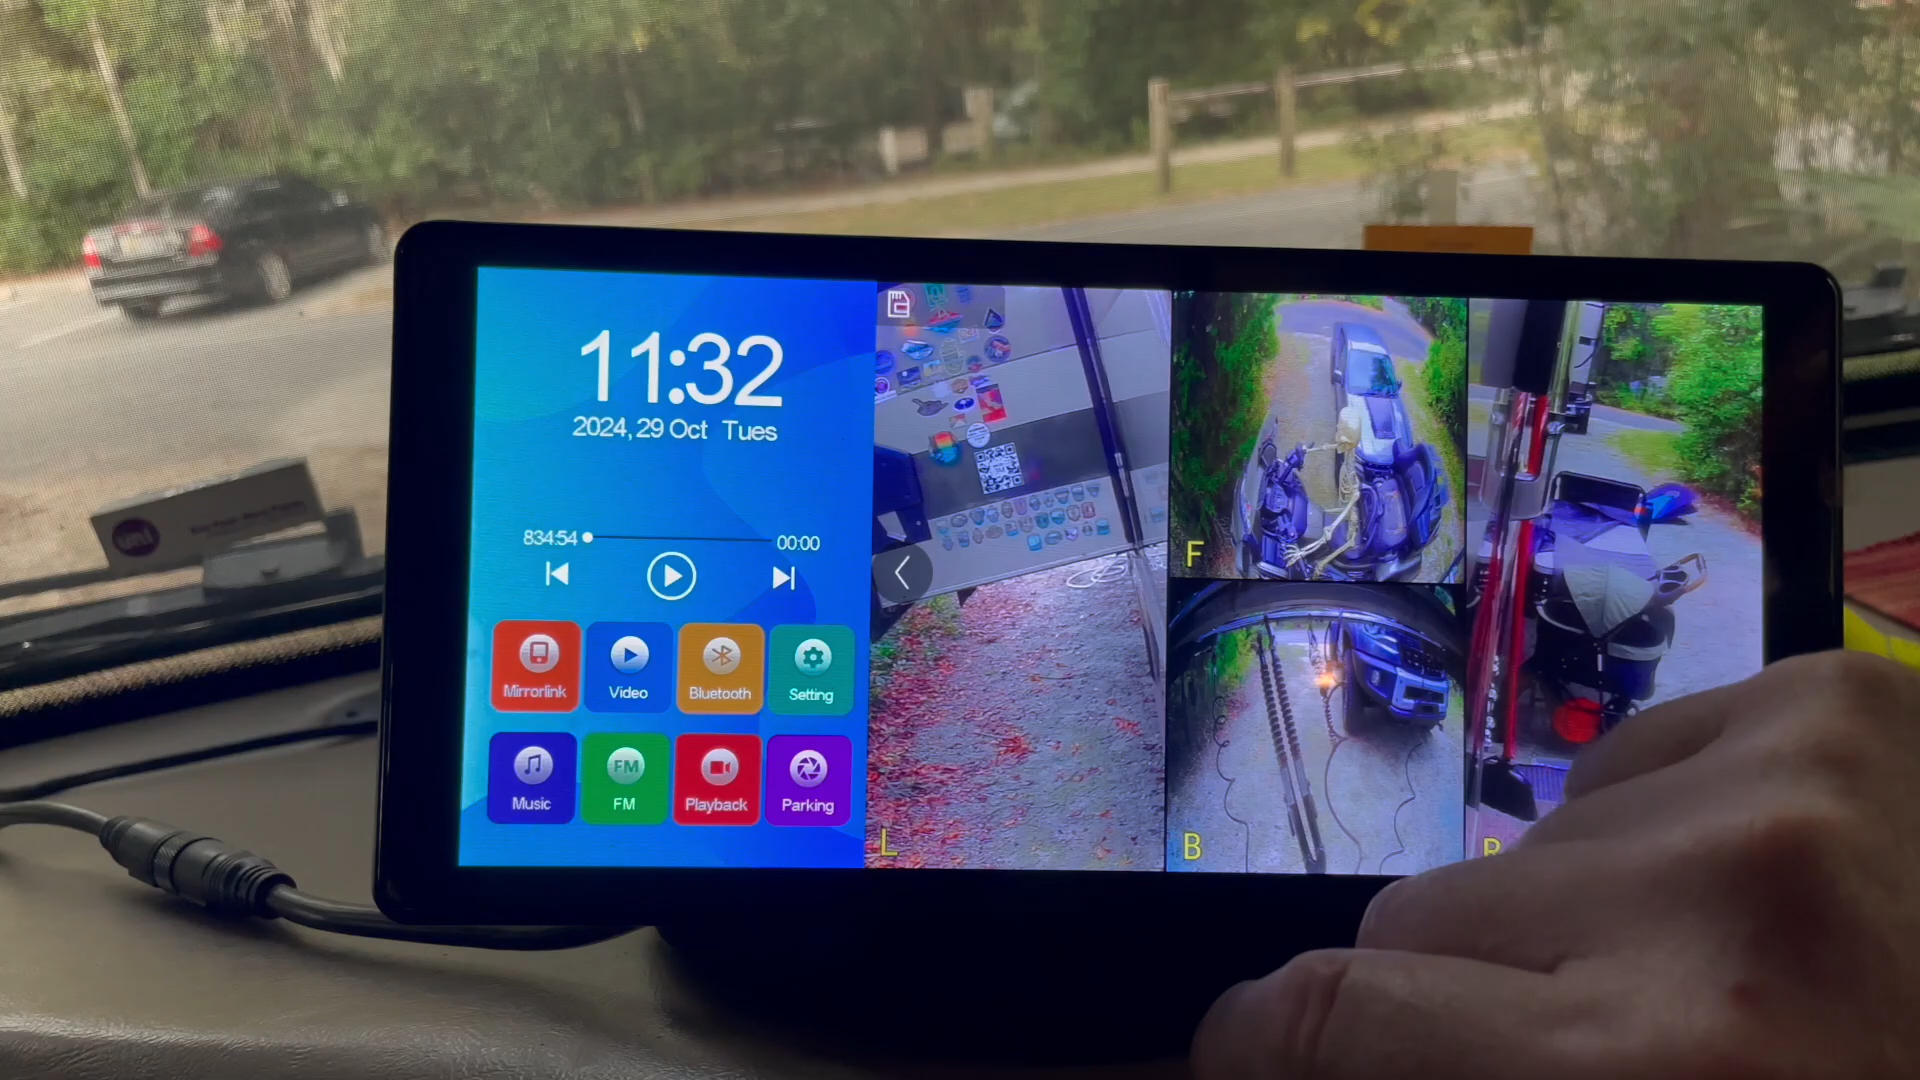 11:32
2024, 29 Oct Tues
834:54
00:00
Mirrorlink
Video
Bluetooth
Setting
Music
FM
FM
Playback
Parking
L
F
B
R